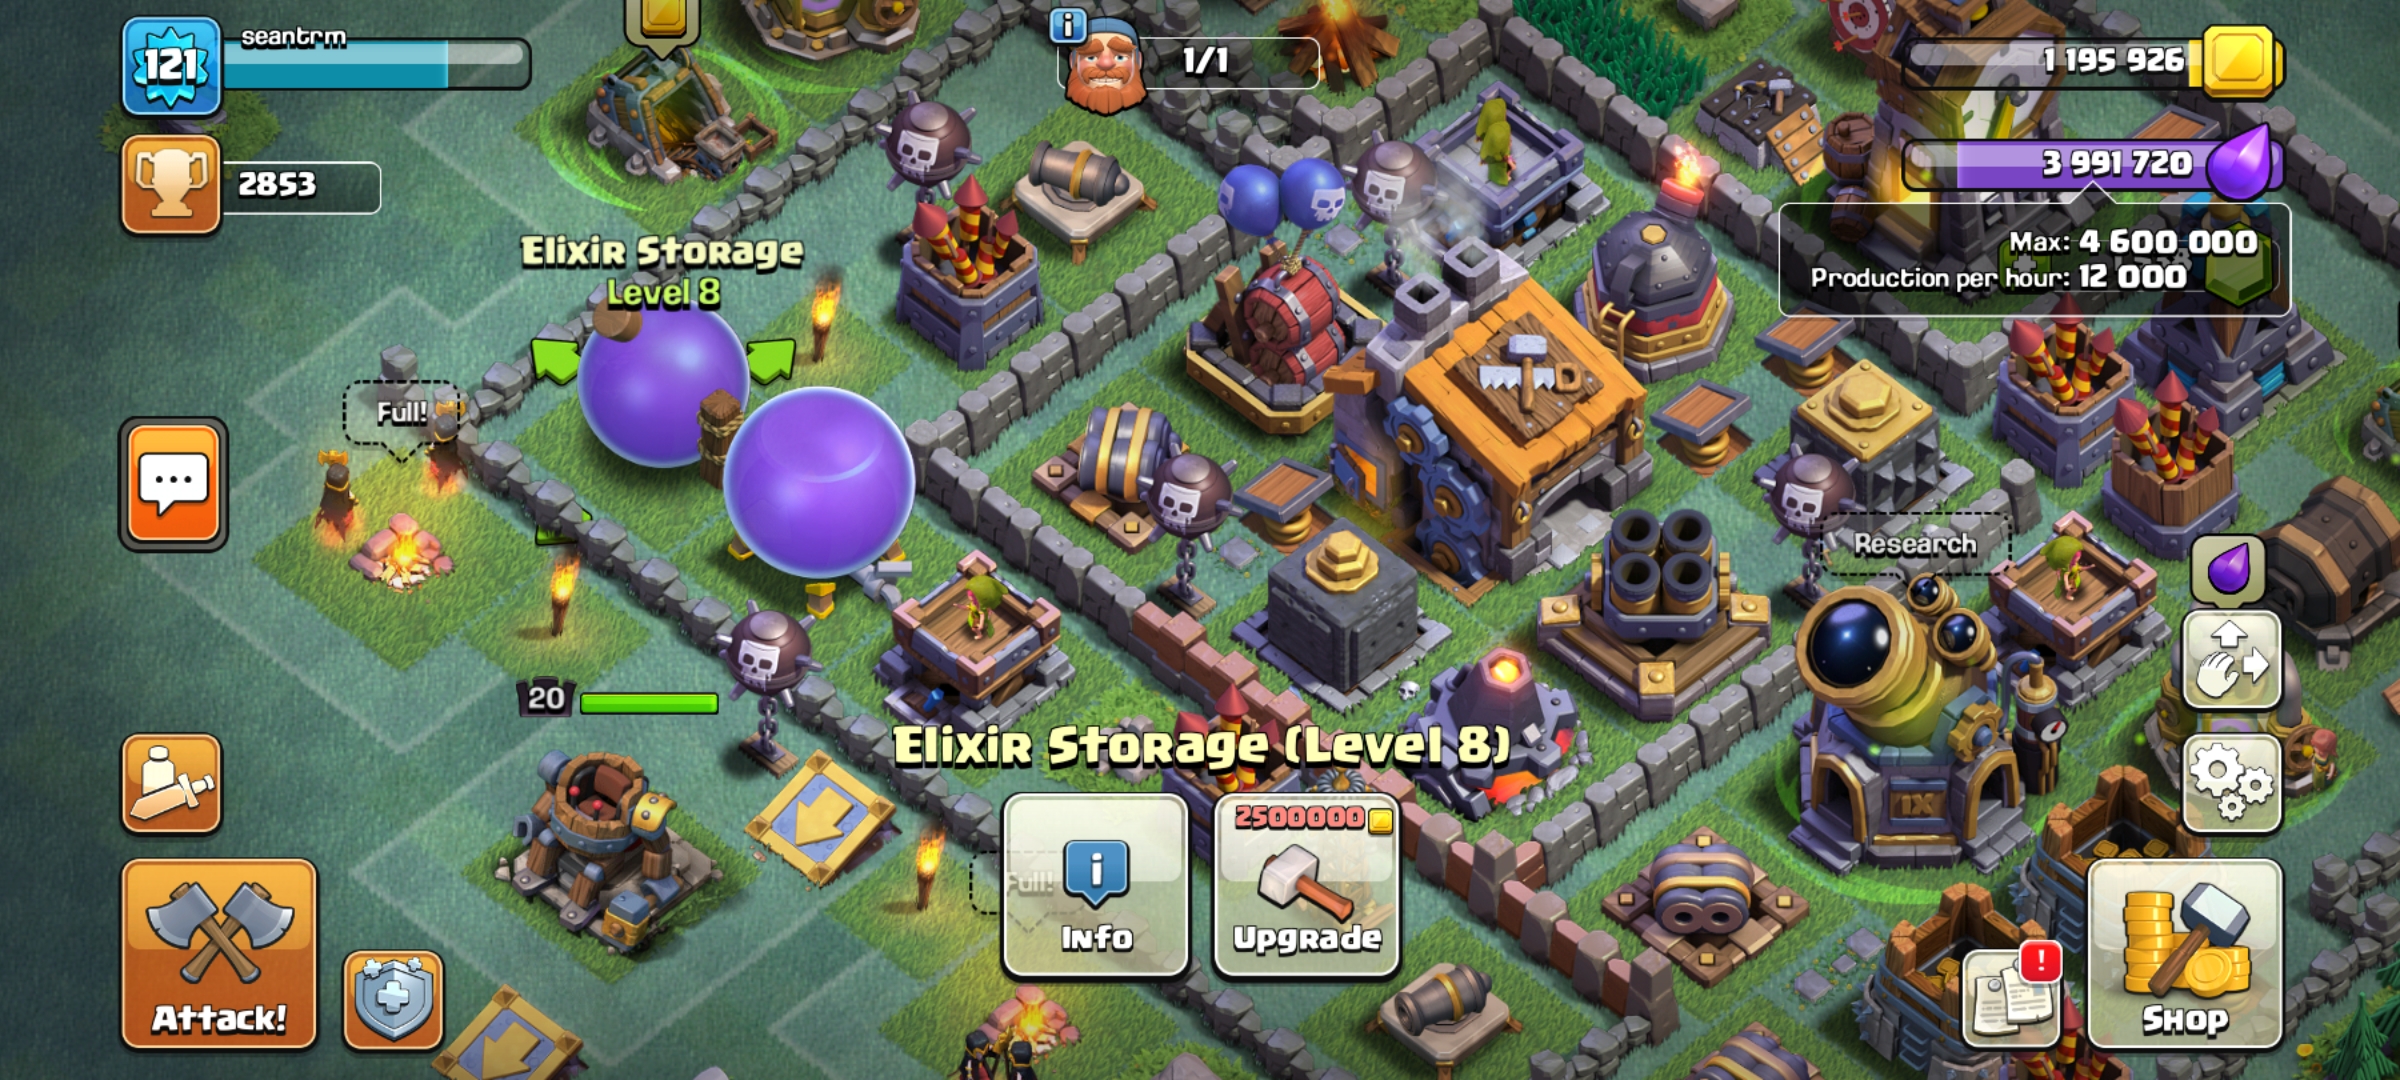 121
seantrm
1/1
1 195 926
2853
3 991 720
Max: 4 600 000
Production per hour: 12 000
Elixir Storage
Level 8
Full!
Research
20
Elixir Storage (Level 8)
2500000
1X
Full!
Info
Upgrade
Attack!
!
Shop